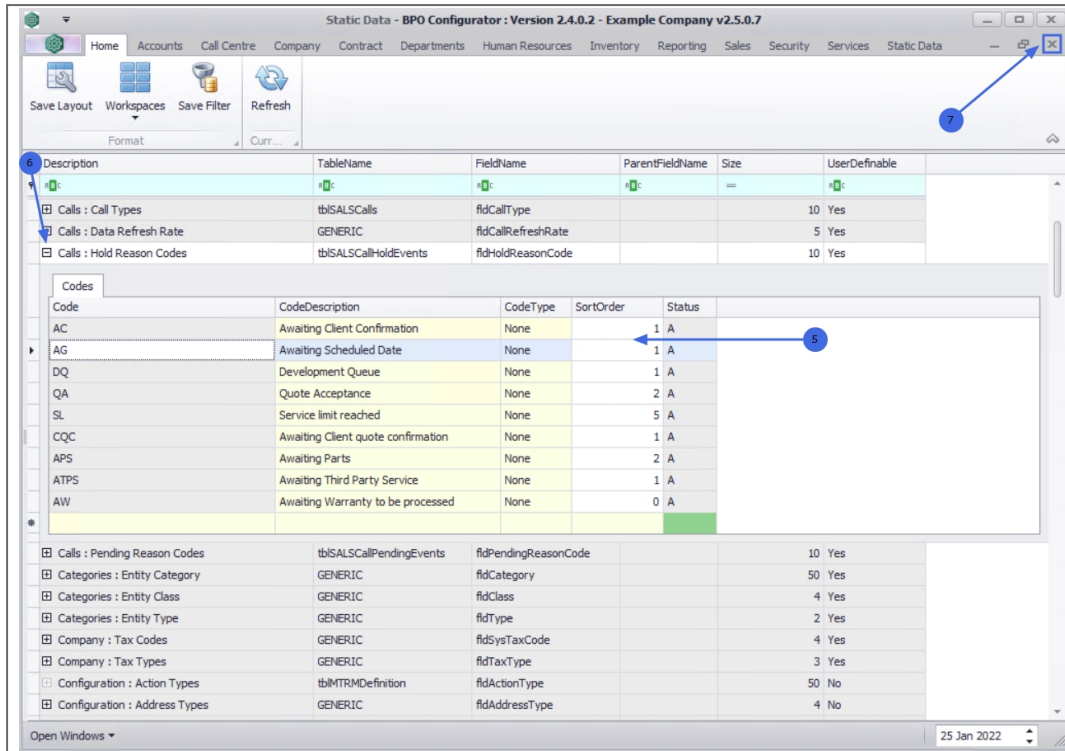 Static Data - BPO Configurator : Version 2.4.0.2 - Example Company v2.5.0.7
Home Accounts Call Centre Company Contract Departments Human Resources Inventory Reporting Sales Security Services Static Data
Save Layout Workspaces Save Filter Refresh
7
Format Curr...
6
Description TableName FieldName ParentFieldName Size UserDefinable
ABC ABC ABC ABC = ABC
Calls : Call Types tblSALSCalls fldCallType 10 Yes
Calls : Data Refresh Rate GENERIC fldCallRefreshRate 5 Yes
Calls : Hold Reason Codes tblSALSCallHoldEvents fldHoldReasonCode 10 Yes
Codes
Code CodeDescription CodeType SortOrder Status
AC Awaiting Client Confirmation None 1 A
5
AG Awaiting Scheduled Date None 1 A
DQ Development Queue None 1 A
QA Quote Acceptance None 2 A
SL Service limit reached None 5 A
CQC Awaiting Client quote confirmation None 1 A
APS Awaiting Parts None 2 A
ATPS Awaiting Third Party Service None 1 A
AW Awaiting Warranty to be processed None 0 A
Calls : Pending Reason Codes tblSALSCallPendingEvents fldPendingReasonCode 10 Yes
Categories : Entity Category GENERIC fldCategory 50 Yes
Categories : Entity Class GENERIC fldClass 4 Yes
Categories : Entity Type GENERIC fldType 2 Yes
Company : Tax Codes GENERIC fldSysTaxCode 4 Yes
Company : Tax Types GENERIC fldTaxType 3 Yes
Configuration : Action Types tblMTRMDefinition fldActionType 50 No
Configuration : Address Types GENERIC fldAddressType 4 No
Open Windows 25 Jan 2022